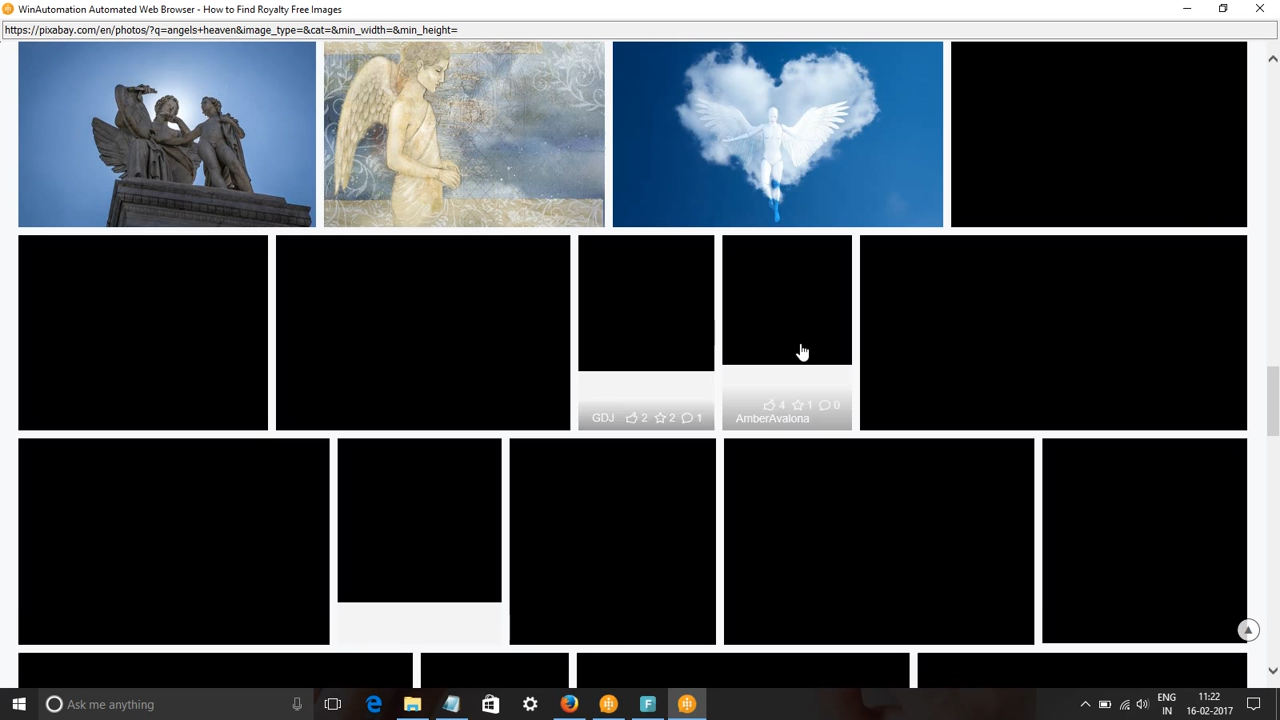 WinAutomation Automated Web Browser - How to Find Royalty Free Images
https://pixabay.com/en/photos/?q=angels+heaven&image_type=&cat=&min_width=&min_height=
GDJ 2 2 1
4 1 0
AmberAvalona
Ask me anything
ENG
IN
11:22
16-02-2017